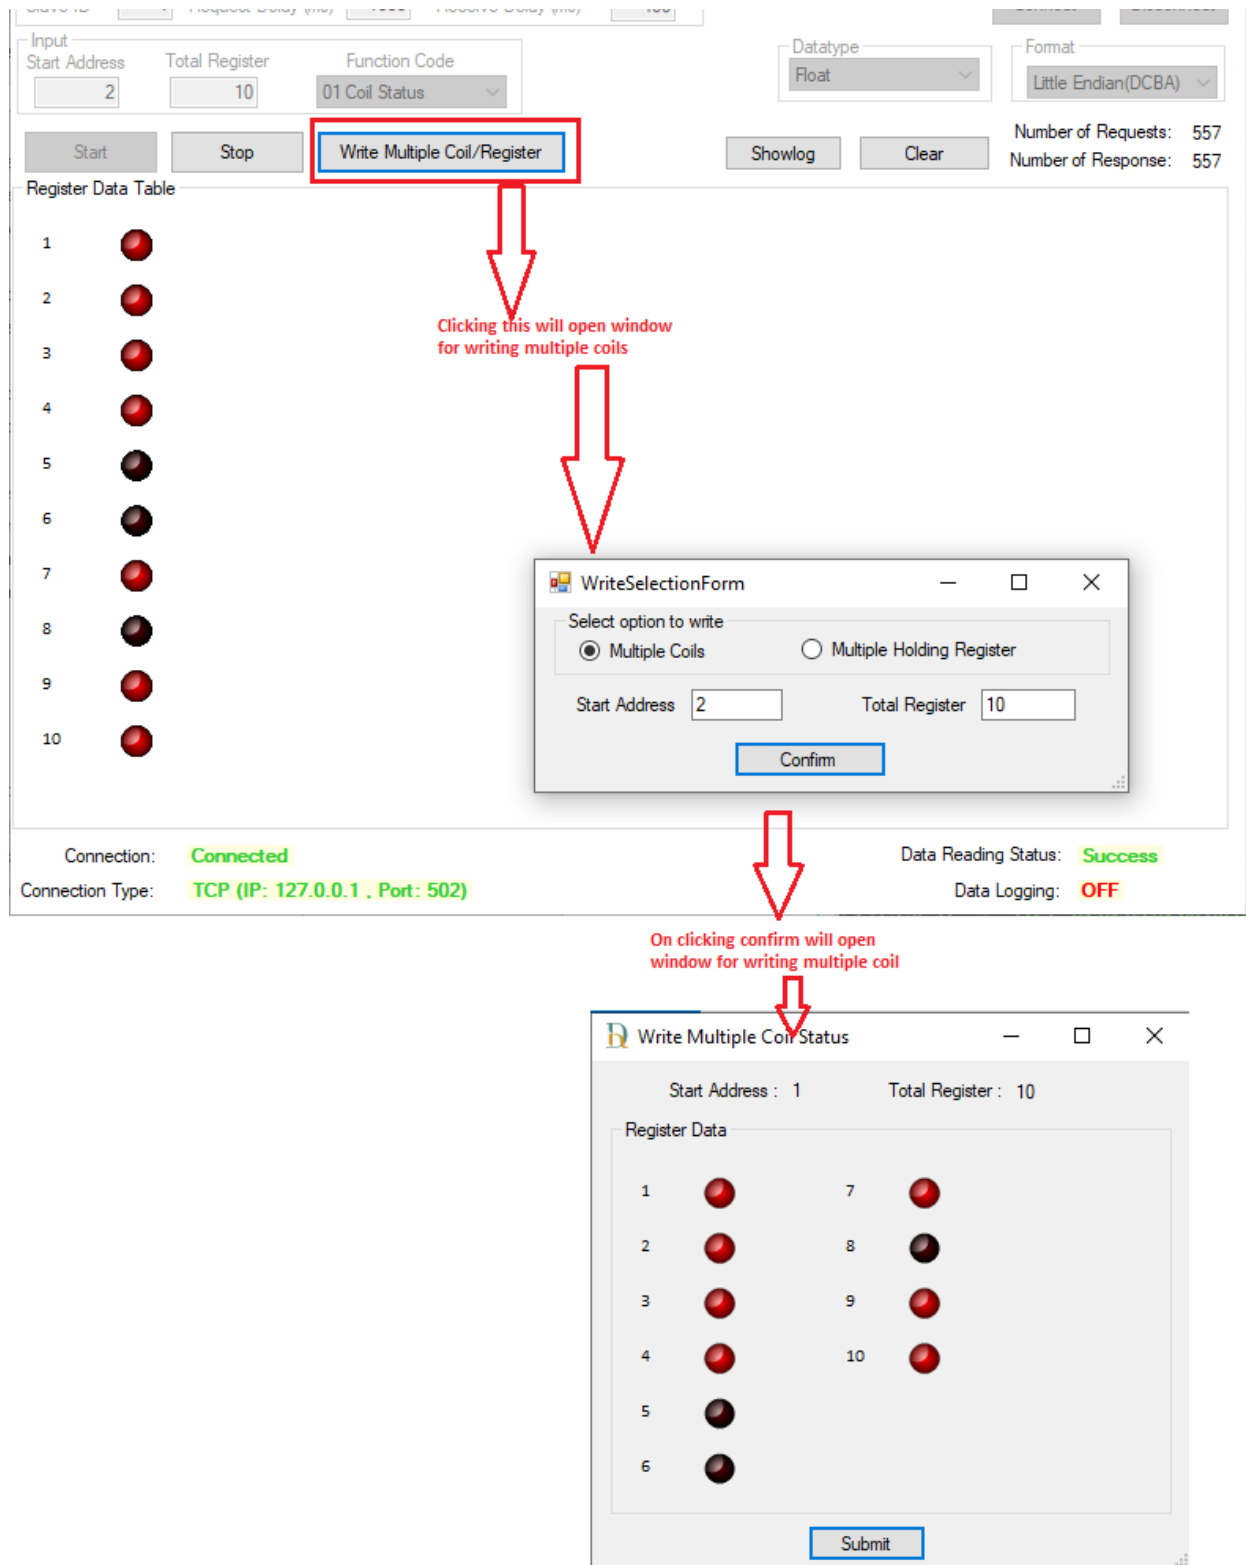 Input
Start Address Total Register Function Code
2 10 01 Coil Status
Datatype
Float
Format
Little Endian(DCBA)
Start Stop Write Multiple Coil/Register Showlog Clear
Number of Requests: 557
Number of Response: 557
Register Data Table
1
2
3
4
5
6
7
8
9
10
Clicking this will open window
for writing multiple coils
WriteSelectionForm
Select option to write
Multiple Coils Multiple Holding Register
Start Address 2 Total Register 10
Confirm
Connection: Connected
Connection Type: TCP (IP: 127.0.0.1 , Port: 502)
Data Reading Status: Success
Data Logging: OFF
On clicking confirm will open
window for writing multiple coil
Write Multiple Coil Status
Start Address : 1 Total Register : 10
Register Data
1 7
2 8
3 9
4 10
5
6
Submit